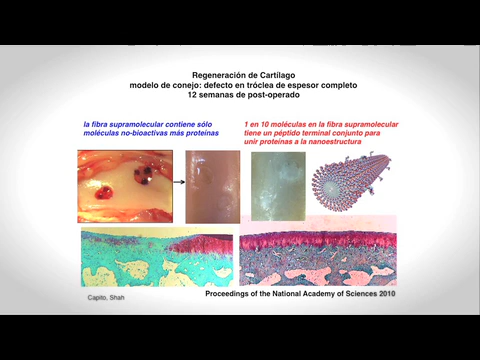 Regeneración de Cartílago
modelo de conejo: defecto en tróclea de espesor completo
12 semanas de post-operado
la fibra supramolecular contiene sólo
moléculas no-bioactivas más proteínas
1 en 10 moléculas en la fibra supramolecular
tiene un péptido terminal conjunto para
unir proteínas a la nanoestructura
Proceedings of the National Academy of Sciences 2010
Capito, Shah